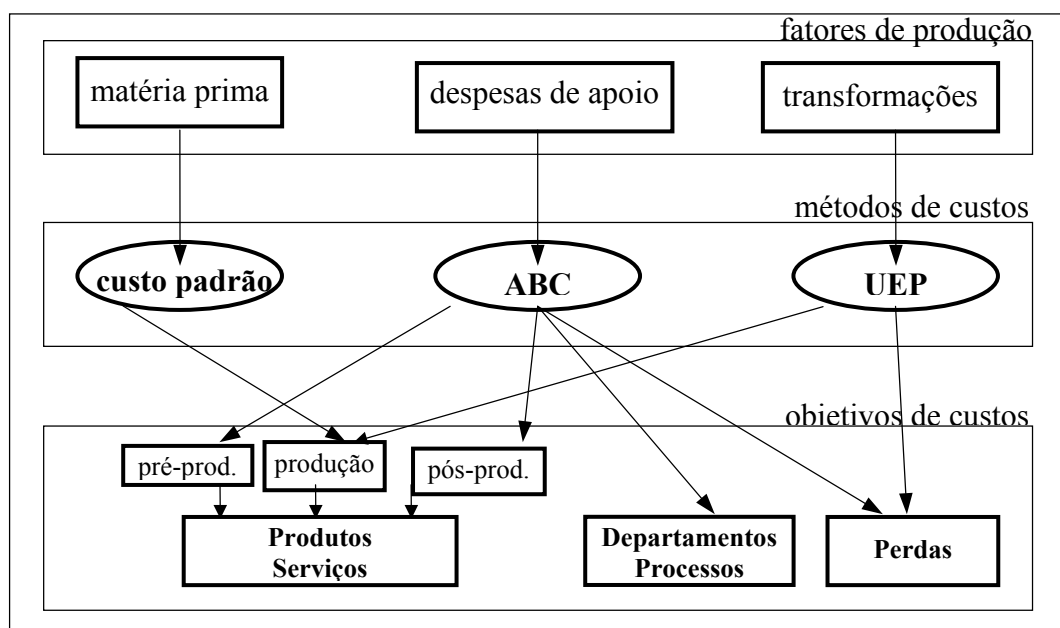 fatores de produção
matéria prima
despesas de apoio
transformações
métodos de custos
custo padrão
ABC
UEP
objetivos de custos
pré-prod.
produção
pós-prod.
Produtos
Serviços
Departamentos
Processos
Perdas